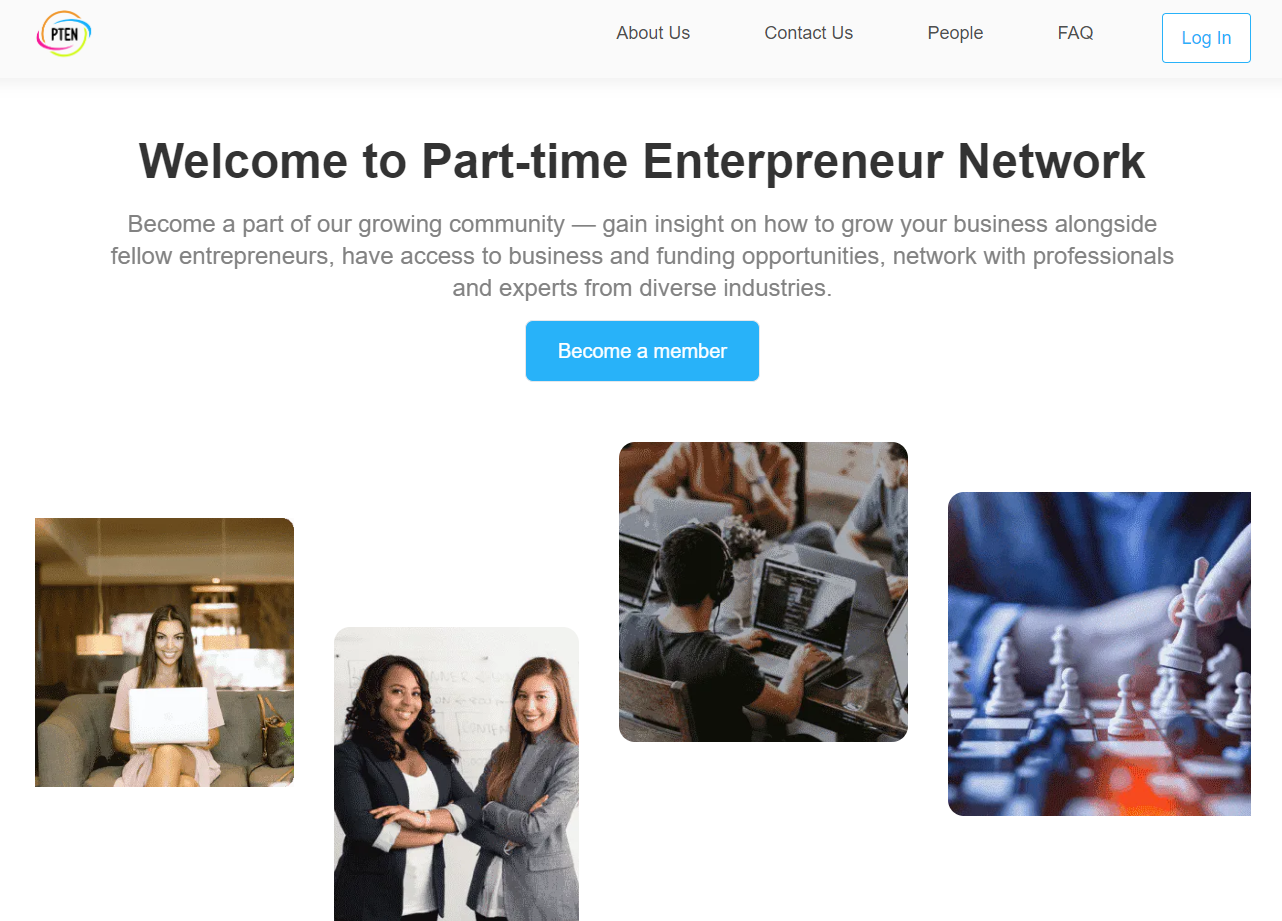 PTEN
About Us
Contact Us
People
FAQ
Log In
Welcome to Part-time Enterpreneur Network
Become a part of our growing community — gain insight on how to grow your business alongside
fellow entrepreneurs, have access to business and funding opportunities, network with professionals
and experts from diverse industries.
Become a member